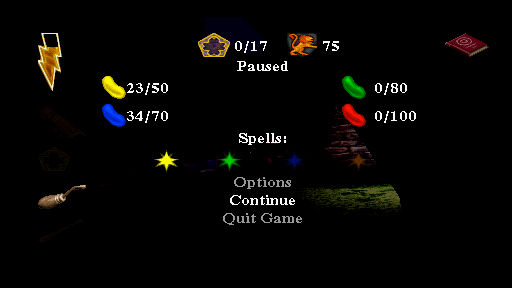 0/17 75
Paused
23/50 0/80
34/70 0/100
Spells:
Options
Continue
Quit Game